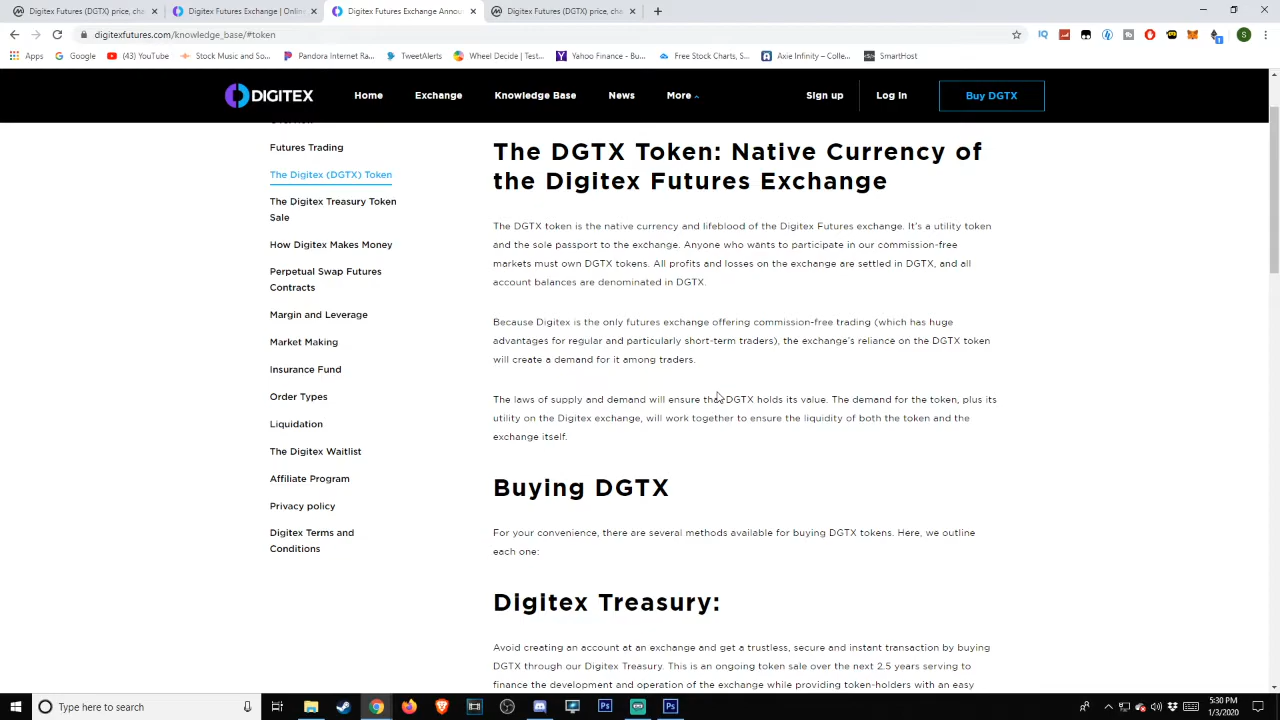 Digitex Futures (DGTX) price, cha
Digitex Futures Exchange | Online
Digitex Futures Exchange Announc
Digitex Futures (DGTX) price, cha
digitexfutures.com/knowledge_base/#token
Apps
Google
(43) YouTube
Stock Music and So...
Pandora Internet Ra...
TweetAlerts
Wheel Decide | Test...
Yahoo Finance - Bu...
Free Stock Charts, S...
Axie Infinity – Colle...
SmartHost
DIGITEX
Home
Exchange
Knowledge Base
News
More
Sign up
Log In
Buy DGTX
Overview
Futures Trading
The Digitex (DGTX) Token
The Digitex Treasury Token
Sale
How Digitex Makes Money
Perpetual Swap Futures
Contracts
Margin and Leverage
Market Making
Insurance Fund
Order Types
Liquidation
The Digitex Waitlist
Affiliate Program
Privacy policy
Digitex Terms and
Conditions
The DGTX Token: Native Currency of
the Digitex Futures Exchange
The DGTX token is the native currency and lifeblood of the Digitex Futures exchange. It's a utility token
and the sole passport to the exchange. Anyone who wants to participate in our commission-free
markets must own DGTX tokens. All profits and losses on the exchange are settled in DGTX, and all
account balances are denominated in DGTX.
Because Digitex is the only futures exchange offering commission-free trading (which has huge
advantages for regular and particularly short-term traders), the exchange's reliance on the DGTX token
will create a demand for it among traders.
The laws of supply and demand will ensure that DGTX holds its value. The demand for the token, plus its
utility on the Digitex exchange, will work together to ensure the liquidity of both the token and the
exchange itself.
Buying DGTX
For your convenience, there are several methods available for buying DGTX tokens. Here, we outline
each one:
Digitex Treasury:
Avoid creating an account at an exchange and get a trustless, secure and instant transaction by buying
DGTX through our Digitex Treasury. This is an ongoing token sale over the next 2.5 years serving to
finance the development and operation of the exchange while providing token-holders with an easy
Type here to search
5:30 PM
1/3/2020